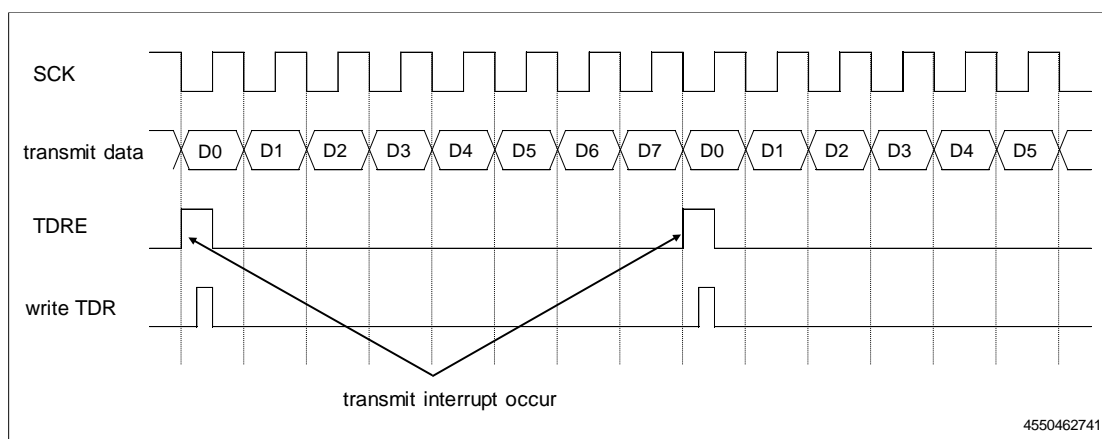 SCK
transmit data D0 D1 D2 D3 D4 D5 D6 D7 D0 D1 D2 D3 D4 D5
TDRE
write TDR
transmit interrupt occur
4550462741